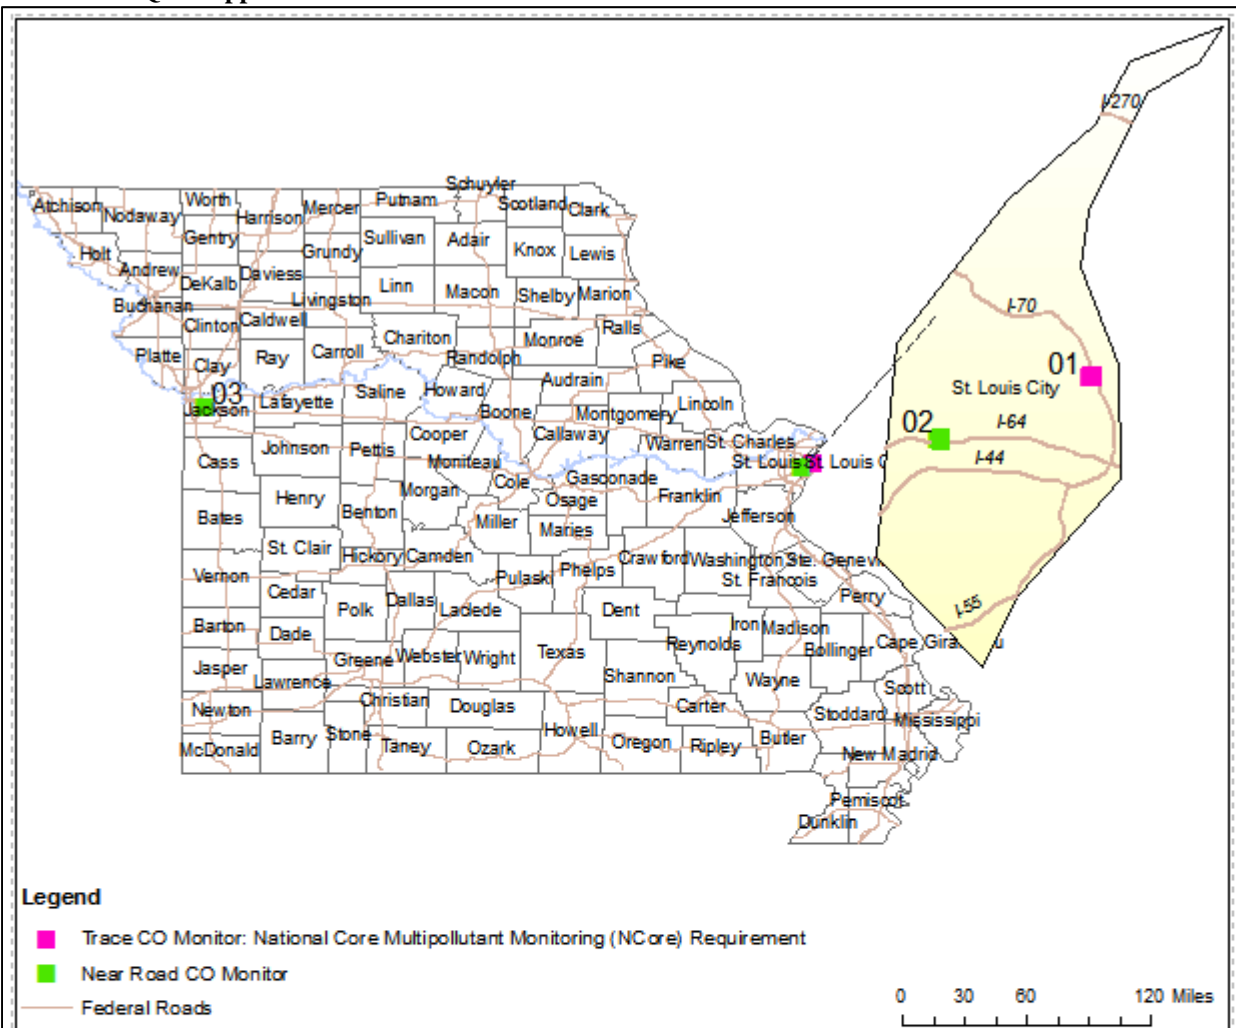 I-270
Schuyler
Atchison Nodaway Worth Harrison Mercer Putnam Scotland Clark
Gentry Grundy Sullivan Adair Knox Lewis
Holt Andrew DeKalb Daviess Linn Macon Shelby Marion
Buchanan Clinton Caldwell Livingston Chariton Monroe Ralls
I-70
Platte Clay Ray Carroll Randolph Pike
01
St. Louis City
03
Jackson Lafayette Saline Howard Boone Audrain Montgomery Lincoln
02
I-64
Cass Johnson Pettis Cooper Moniteau Callaway Warren St. Charles
I-44
Cole Gasconade St. Louis St. Louis C
Henry Morgan Osage Franklin
Bates Benton Miller Maries Jefferson
St. Clair Hickory Camden Crawford Washington Ste. Genev
Vernon Pulaski Phelps St. Francois
Cedar Polk Dallas Laclede Dent Perry
I-55
Barton Dade Iron Madison
Greene Webster Wright Texas Reynolds Bollinger Cape Gira
Jasper Lawrence Shannon Wayne Scott
Newton Christian Douglas Carter Stoddard Mississippi
McDonald Barry Stone Taney Ozark Howell Oregon Ripley Butler New Madrid
Pemiscot
Dunklin
Legend
Trace CO Monitor: National Core Multipollutant Monitoring (NCore) Requirement
Near Road CO Monitor
Federal Roads
0 30 60 120 Miles